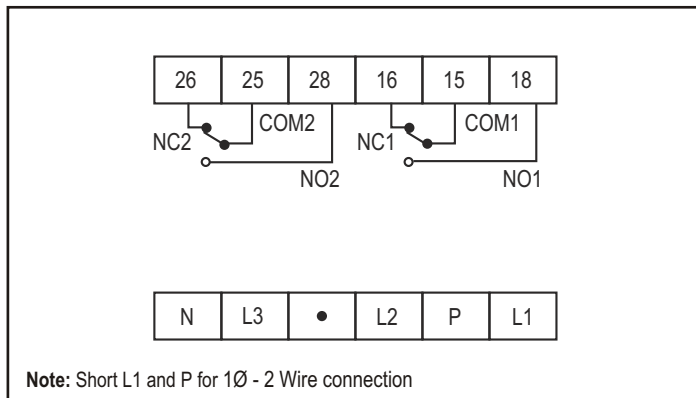 26 25 28 16 15 18
COM2 COM1
NC2 NC1
NO2 NO1
N L3 • L2 P L1
Note: Short L1 and P for 1Ø - 2 Wire connection